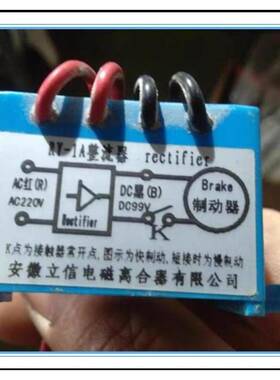 RY-1A整流器 rectifier
AC红(R)
AC220V
Rectifier
DC黑(B)
DC99V
K
Brake
制动器
K点为接触器常开点,图示为快制动,短接时为慢制动
安徽立信电磁离合器有限公司